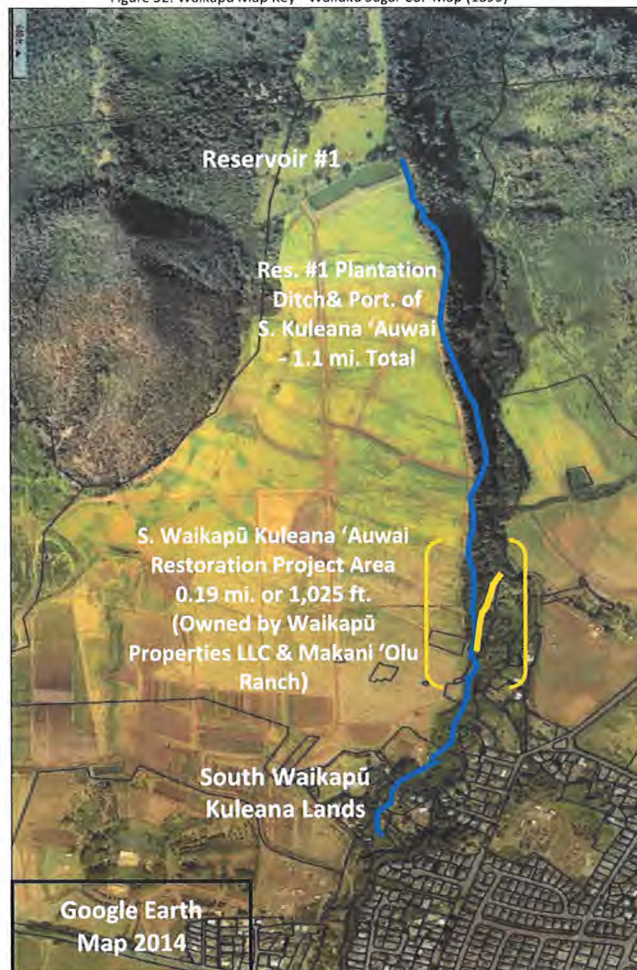 Reservoir #1
Res. #1 Plantation
Ditch& Port. of
S. Kuleana ‘Auwai
- 1.1 mi. Total
S. Waikapū Kuleana ‘Auwai
Restoration Project Area
0.19 mi. or 1,025 ft.
(Owned by Waikapū
Properties LLC & Makani ‘Olu
Ranch)
South Waikapū
Kuleana Lands
Google Earth
Map 2014